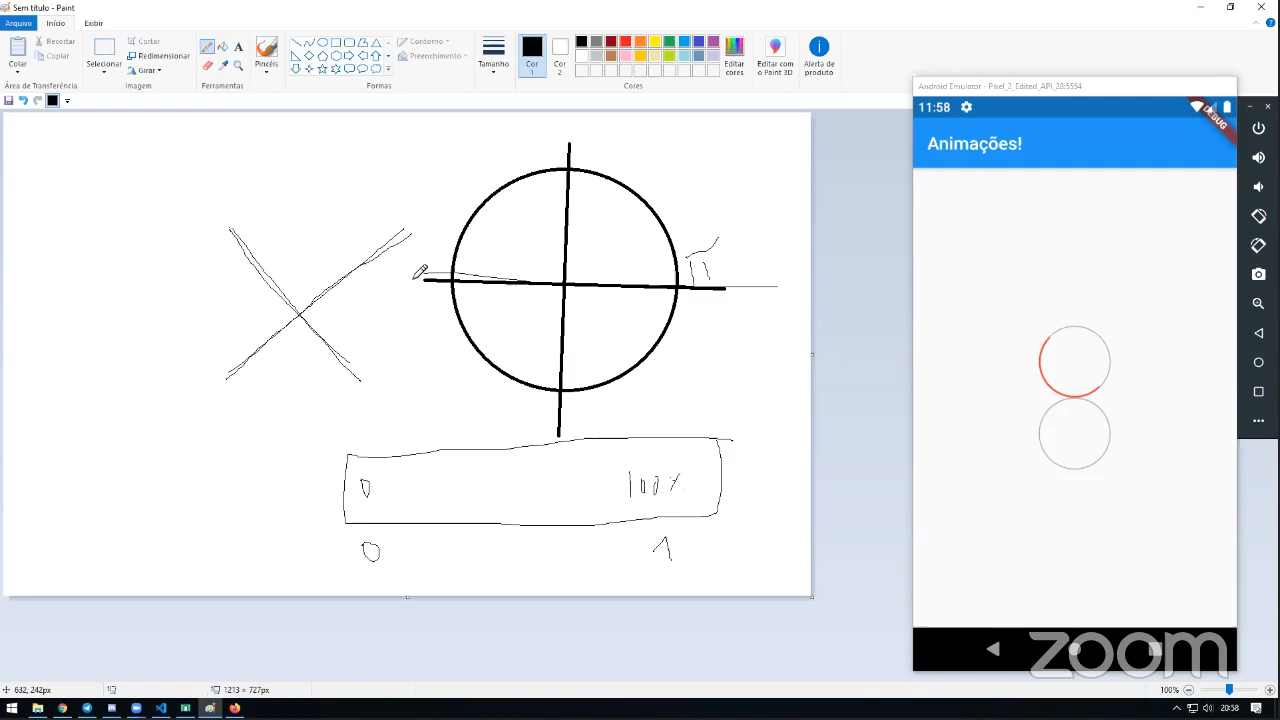 Sem título - Paint
Arquivo Início Exibir
Colar
Recortar
Copiar
Área de Transferência
Selecionar
Cortar
Redimensionar
Girar
Imagem
A
Ferramentas
Pincéis
Contorno
Preenchimento
Formas
Tamanho
Cor 1
Cor 2
Editar cores
Cores
Editar com o Paint 3D
Alerta de produto
Android Emulator - Pixel_2_Edited_API_28:5554
11:58
DEBUG
Animações!
0 100%
0 1
zoom
632, 242px
1213 × 727px
100%
20:58